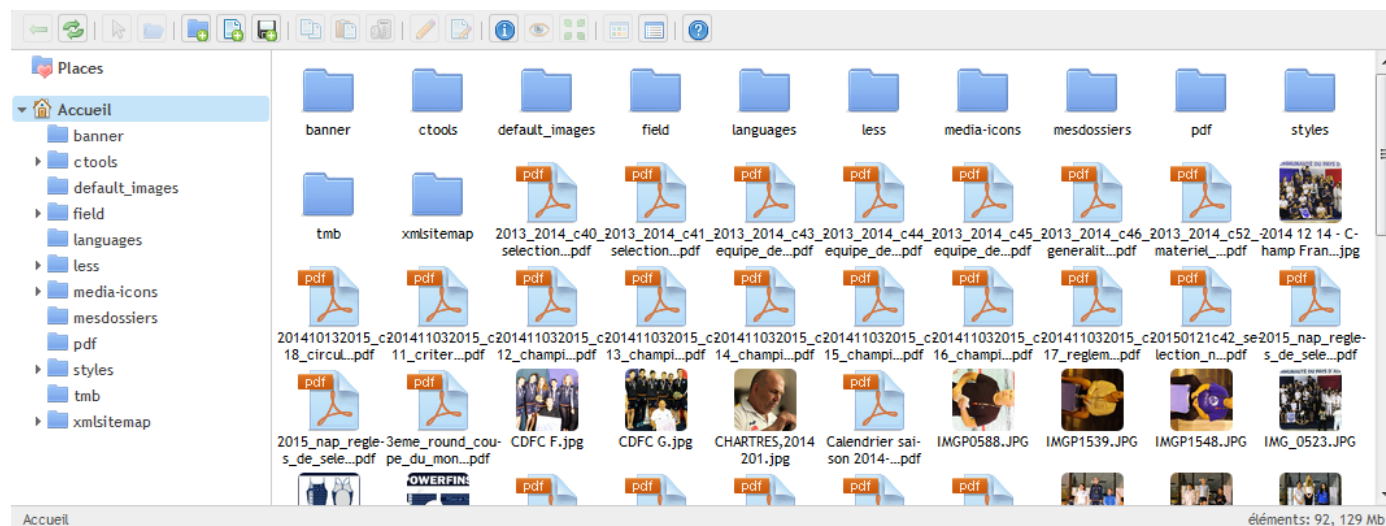 Places
Accueil
banner
ctools
default_images
field
languages
less
media-icons
mesdossiers
pdf
styles
tmb
xmlsitemap
banner
ctools
default_images
field
languages
less
media-icons
mesdossiers
pdf
styles
pdf
pdf
pdf
pdf
pdf
pdf
pdf
tmb
xmlsitemap
2013_2014_c40_
selection...pdf
2013_2014_c41_
selection...pdf
2013_2014_c43_
equipe_de...pdf
2013_2014_c44_
equipe_de...pdf
2013_2014_c45_
equipe_de...pdf
2013_2014_c46_
generalit...pdf
2013_2014_c52_
materiel_...pdf
-2014 12 14 - C-
hamp Fran...jpg
pdf
pdf
pdf
pdf
pdf
pdf
pdf
pdf
pdf
pdf
201410132015_c
18_circul...pdf
201411032015_c
11_criter...pdf
201411032015_c
12_champi...pdf
201411032015_c
13_champi...pdf
201411032015_c
14_champi...pdf
201411032015_c
15_champi...pdf
201411032015_c
16_champi...pdf
201411032015_c
17_reglem...pdf
20150121c42_se-
lection_n...pdf
2015_nap_regle-
s_de_sele...pdf
pdf
pdf
pdf
2015_nap_regle-
s_de_sele...pdf
3eme_round_cou-
pe_du_mon...pdf
CDFC F.jpg
CDFC G.jpg
CHARTRES,2014
201.jpg
Calendrier sai-
son 2014-...pdf
IMGP0588.JPG
IMGP1539.JPG
IMGP1548.JPG
IMG_0523.JPG
OWERFINS
pdf
pdf
pdf
pdf
pdf
Accueil
éléments: 92, 129 Mb